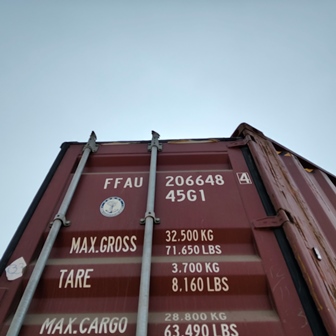 FFAU 206648 4
45G1
MAX.GROSS 32.500 KG
71.650 LBS
TARE 3.700 KG
8.160 LBS
MAX.CARGO 28.800 KG
63.490 LBS